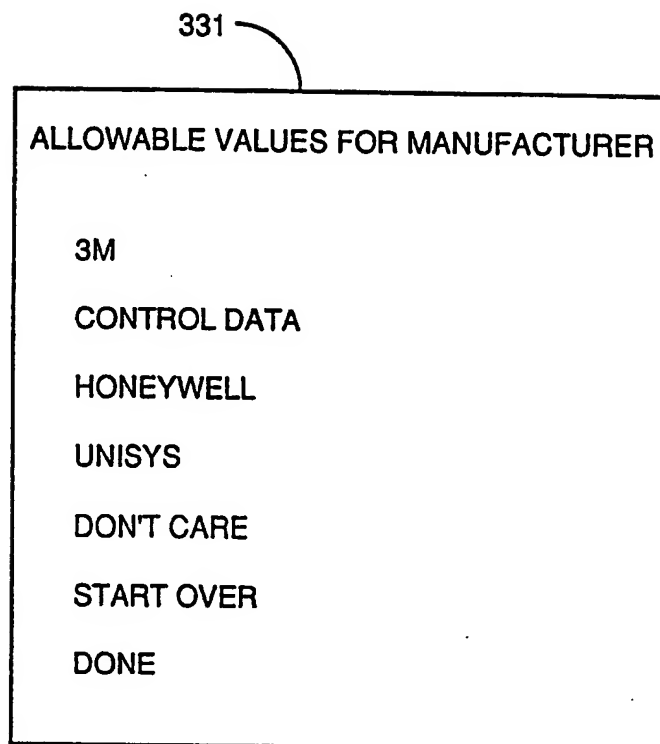 331
ALLOWABLE VALUES FOR MANUFACTURER
3M
CONTROL DATA
HONEYWELL
UNISYS
DON'T CARE
START OVER
DONE